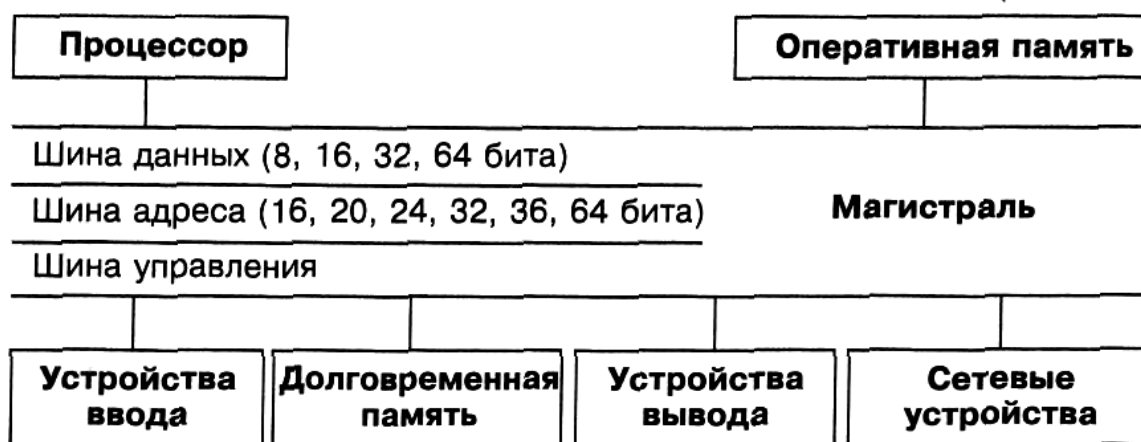 Процессор
Оперативная память
Шина данных (8, 16, 32, 64 бита)
Шина адреса (16, 20, 24, 32, 36, 64 бита)
Магистраль
Шина управления
Устройства
ввода
Долговременная
память
Устройства
вывода
Сетевые
устройства